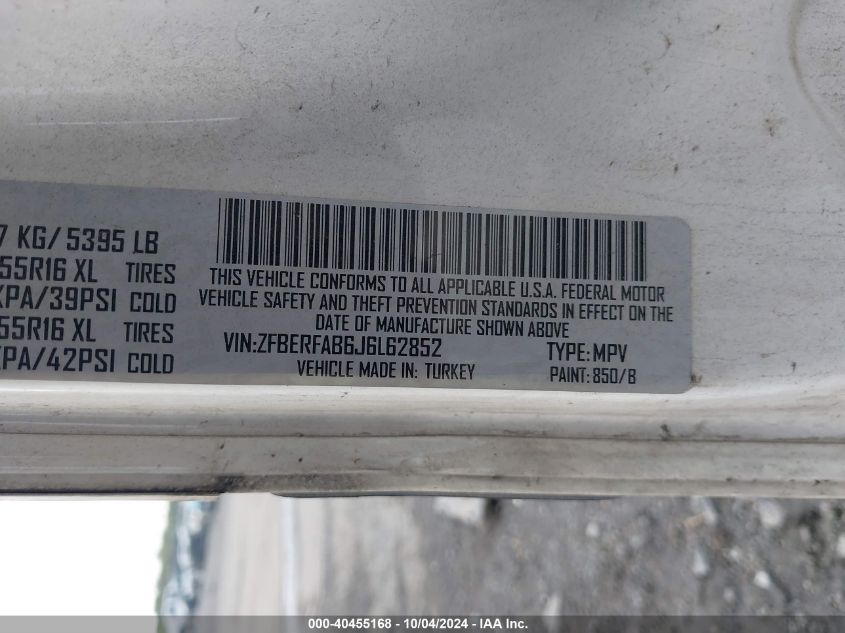 7 KG/ 5395 LB
55R16 XL TIRES
KPA/39PSI COLD
55R16 XL TIRES
KPA/42PSI COLD
THIS VEHICLE CONFORMS TO ALL APPLICABLE U.S.A. FEDERAL MOTOR
VEHICLE SAFETY AND THEFT PREVENTION STANDARDS IN EFFECT ON THE
DATE OF MANUFACTURE SHOWN ABOVE
VIN:ZFBERFAB6J6L62852 TYPE:MPV
VEHICLE MADE IN: TURKEY PAINT: 850/B
000-40455168 - 10/04/2024 - IAA Inc.